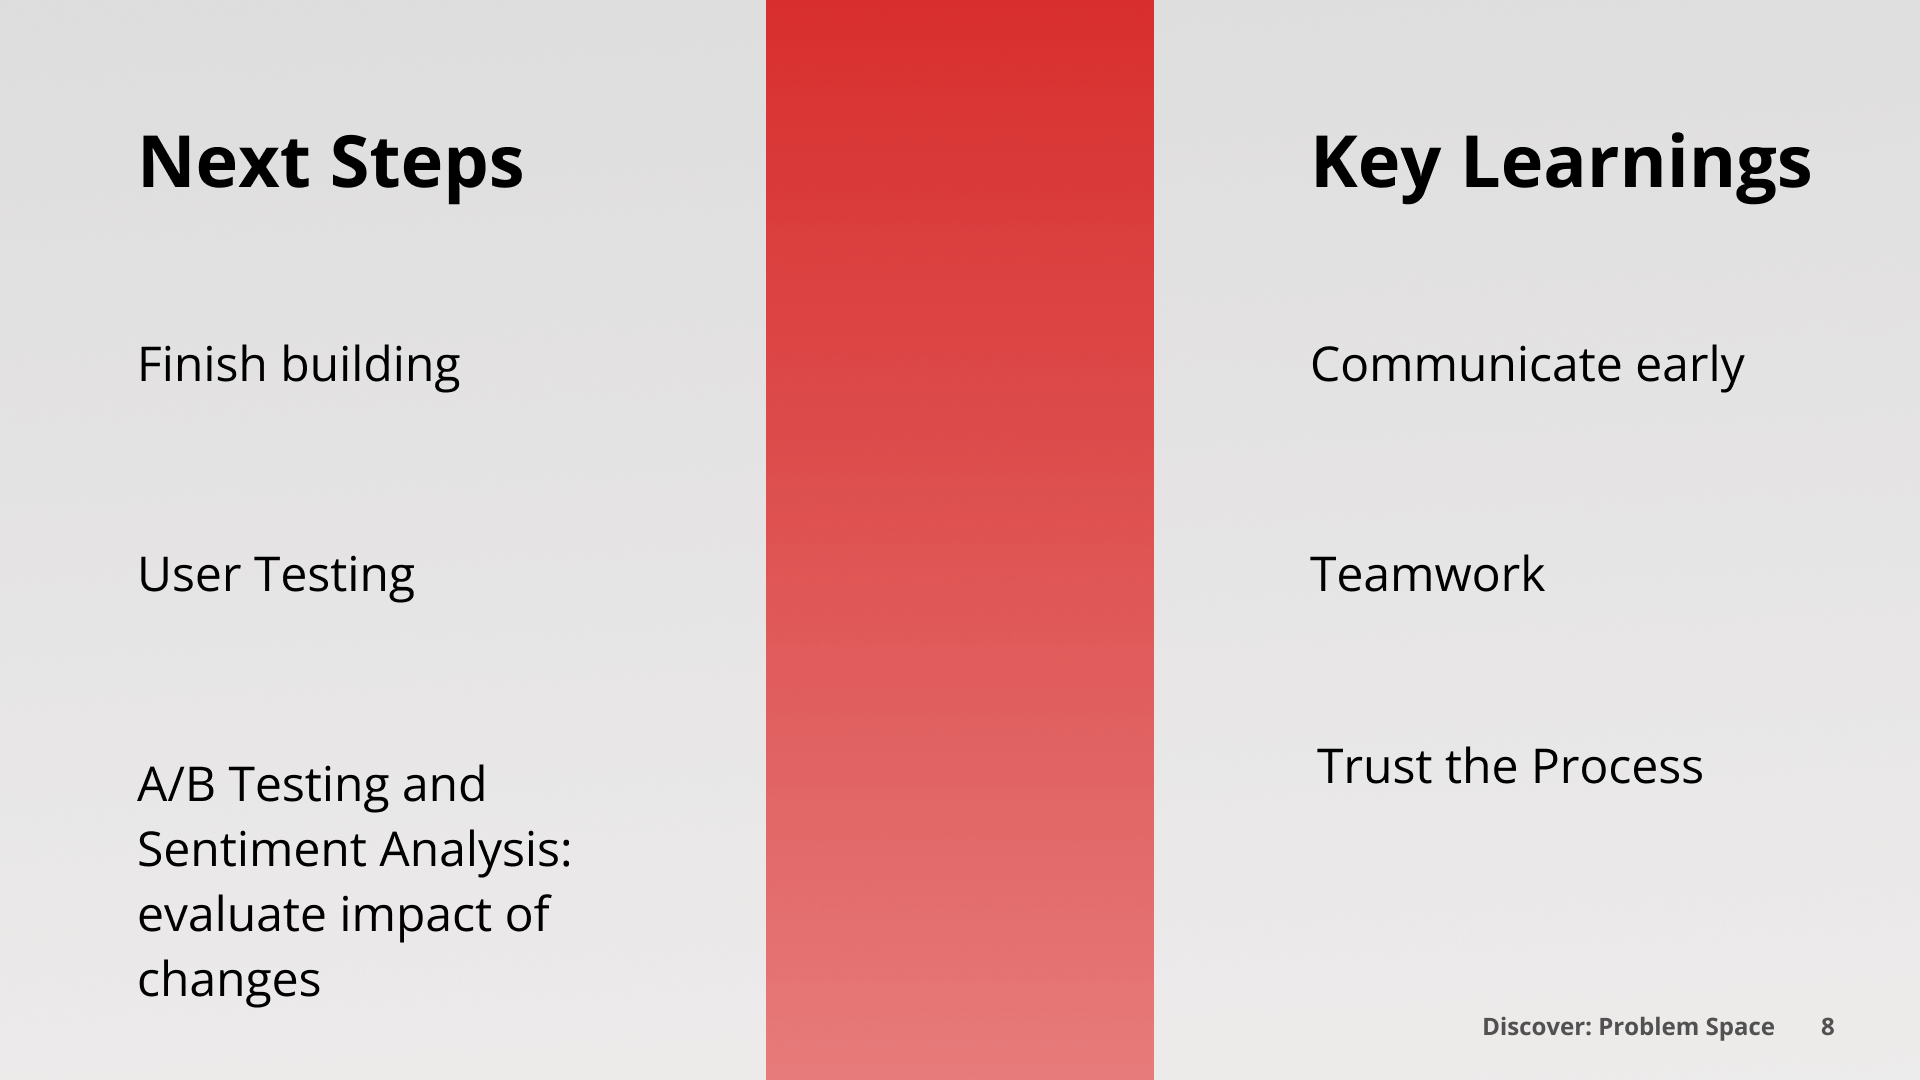 Next Steps
Finish building
User Testing
A/B Testing and
Sentiment Analysis:
evaluate impact of
changes
Key Learnings
Communicate early
Teamwork
Trust the Process
Discover: Problem Space 8